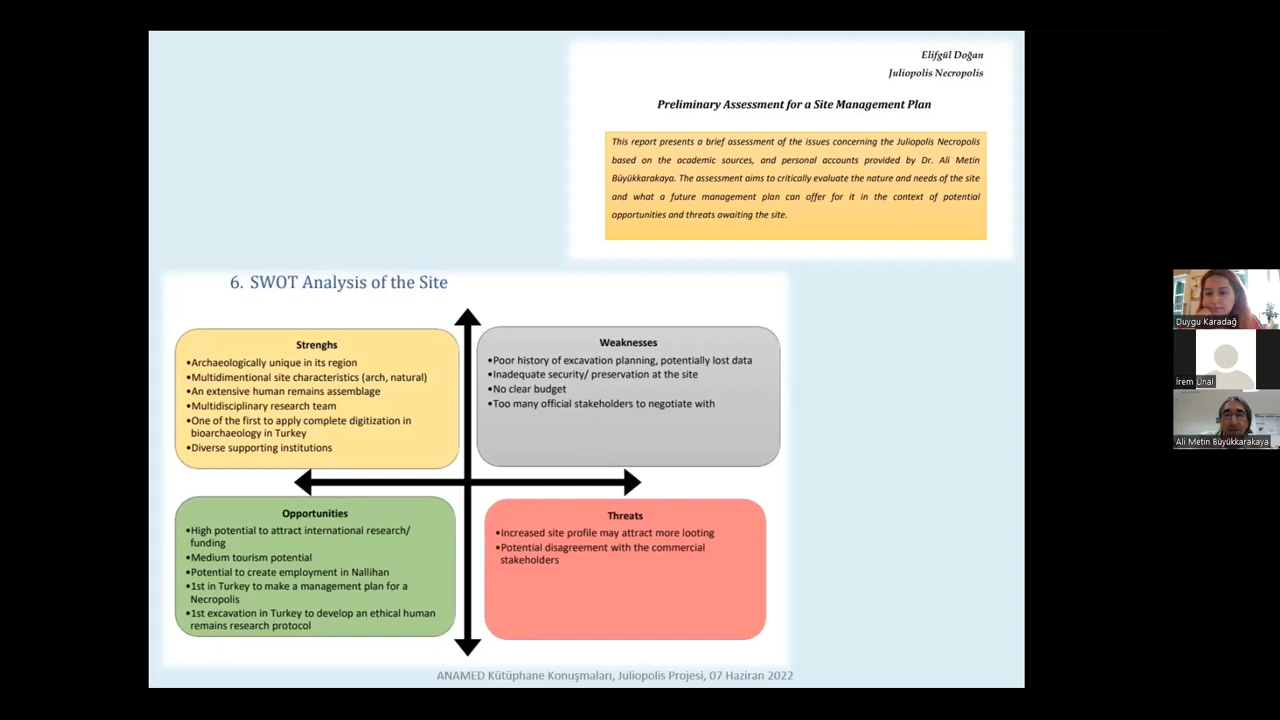 Elifgül Doğan
Juliopolis Necropolis
Preliminary Assessment for a Site Management Plan
This report presents a brief assessment of the issues concerning the Juliopolis Necropolis
based on the academic sources, and personal accounts provided by Dr. Ali Metin
Büyükkarakaya. The assessment aims to critically evaluate the nature and needs of the site
and what a future management plan can offer for it in the context of potential
opportunities and threats awaiting the site.
6. SWOT Analysis of the Site
Strenghs
•Archaeologically unique in its region
•Multidimentional site characteristics (arch, natural)
•An extensive human remains assemblage
•Multidisciplinary research team
•One of the first to apply complete digitization in
bioarchaeology in Turkey
•Diverse supporting institutions
Weaknesses
•Poor history of excavation planning, potentially lost data
•Inadequate security/ preservation at the site
•No clear budget
•Too many official stakeholders to negotiate with
Opportunities
•High potential to attract international research/
funding
•Medium tourism potential
•Potential to create employment in Nallihan
•1st in Turkey to make a management plan for a
Necropolis
•1st excavation in Turkey to develop an ethical human
remains research protocol
Threats
•Increased site profile may attract more looting
•Potential disagreement with the commercial
stakeholders
ANAMED Kütüphane Konuşmaları, Juliopolis Projesi, 07 Haziran 2022
Duygu Karadağ
İrem Ünal
Ali Metin Büyükkarakaya